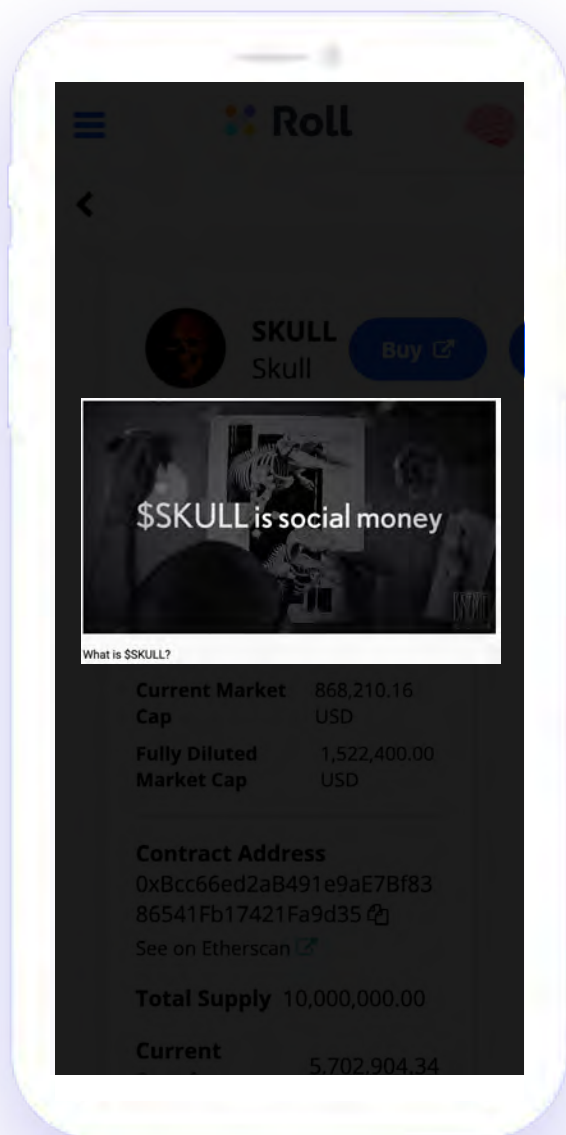 Roll
SKULL
Skull
Buy
$SKULL is social money
What is $SKULL?
Current Market
Cap
868,210.16
USD
Fully Diluted
Market Cap
1,522,400.00
USD
Contract Address
0xBcc66ed2aB491e9aE7Bf83
86541Fb17421Fa9d35
See on Etherscan
Total Supply 10,000,000.00
Current
5,702,904.34